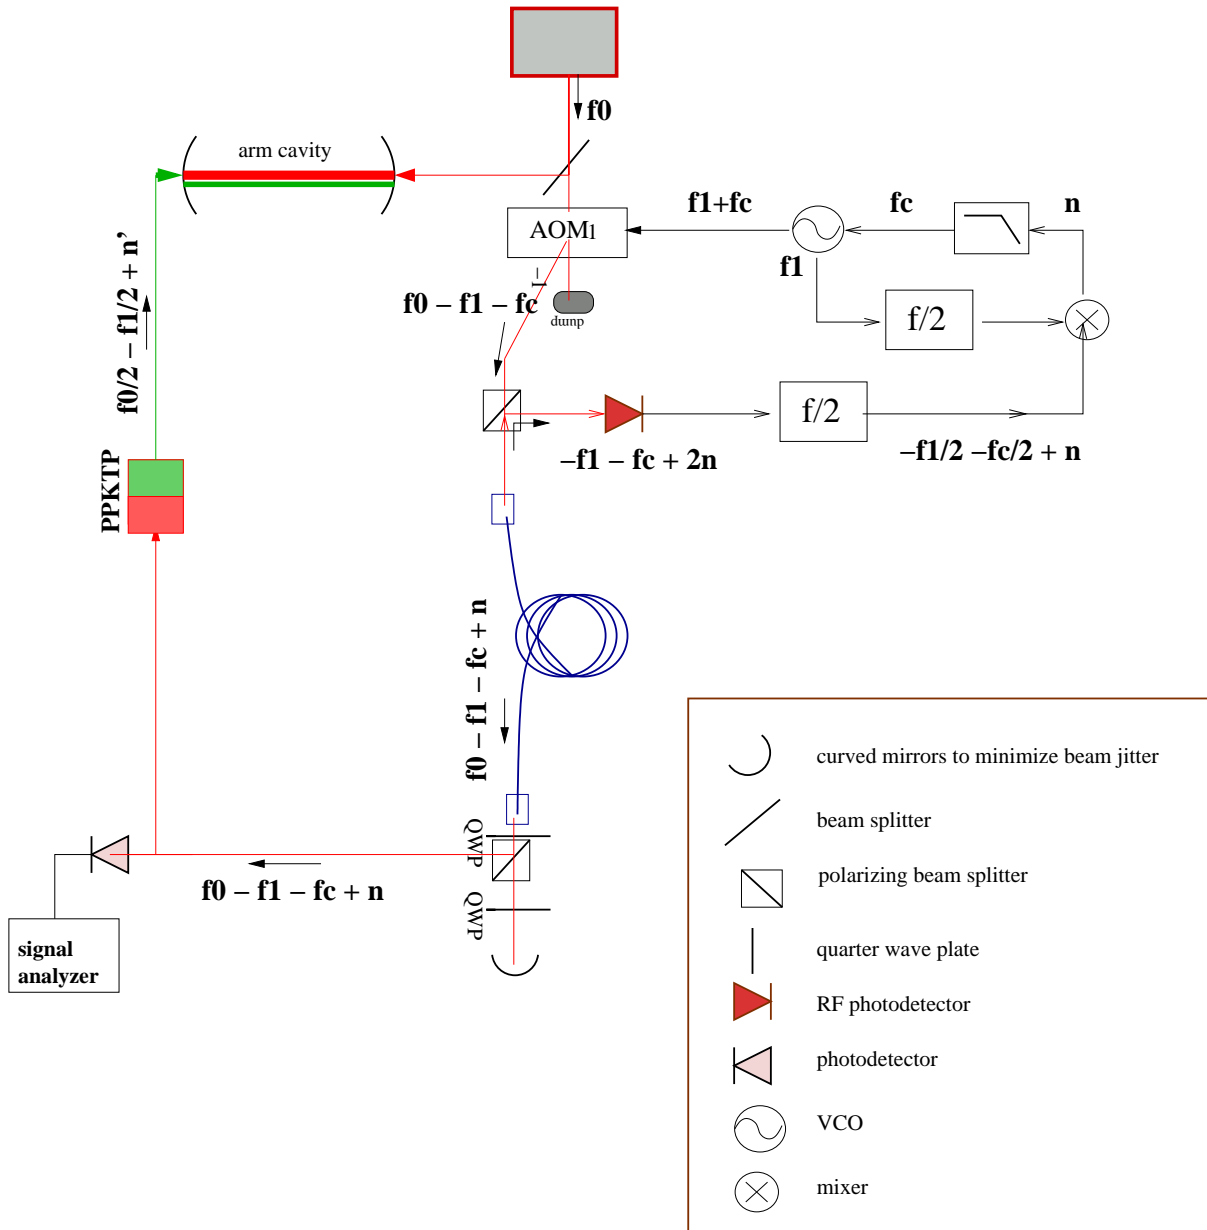 f0
arm cavity
f1+fc
fc
n
AOM1
f1
−1
f0 − f1 − fc
dump
f/2
f0/2 − f1/2 + n’
f/2
−f1 − fc + 2n
−f1/2 −fc/2 + n
PPKTP
f0 − f1 − fc + n
QWP
f0 − f1 − fc + n
QWP
signal
analyzer
curved mirrors to minimize beam jitter
beam splitter
polarizing beam splitter
quarter wave plate
RF photodetector
photodetector
VCO
mixer